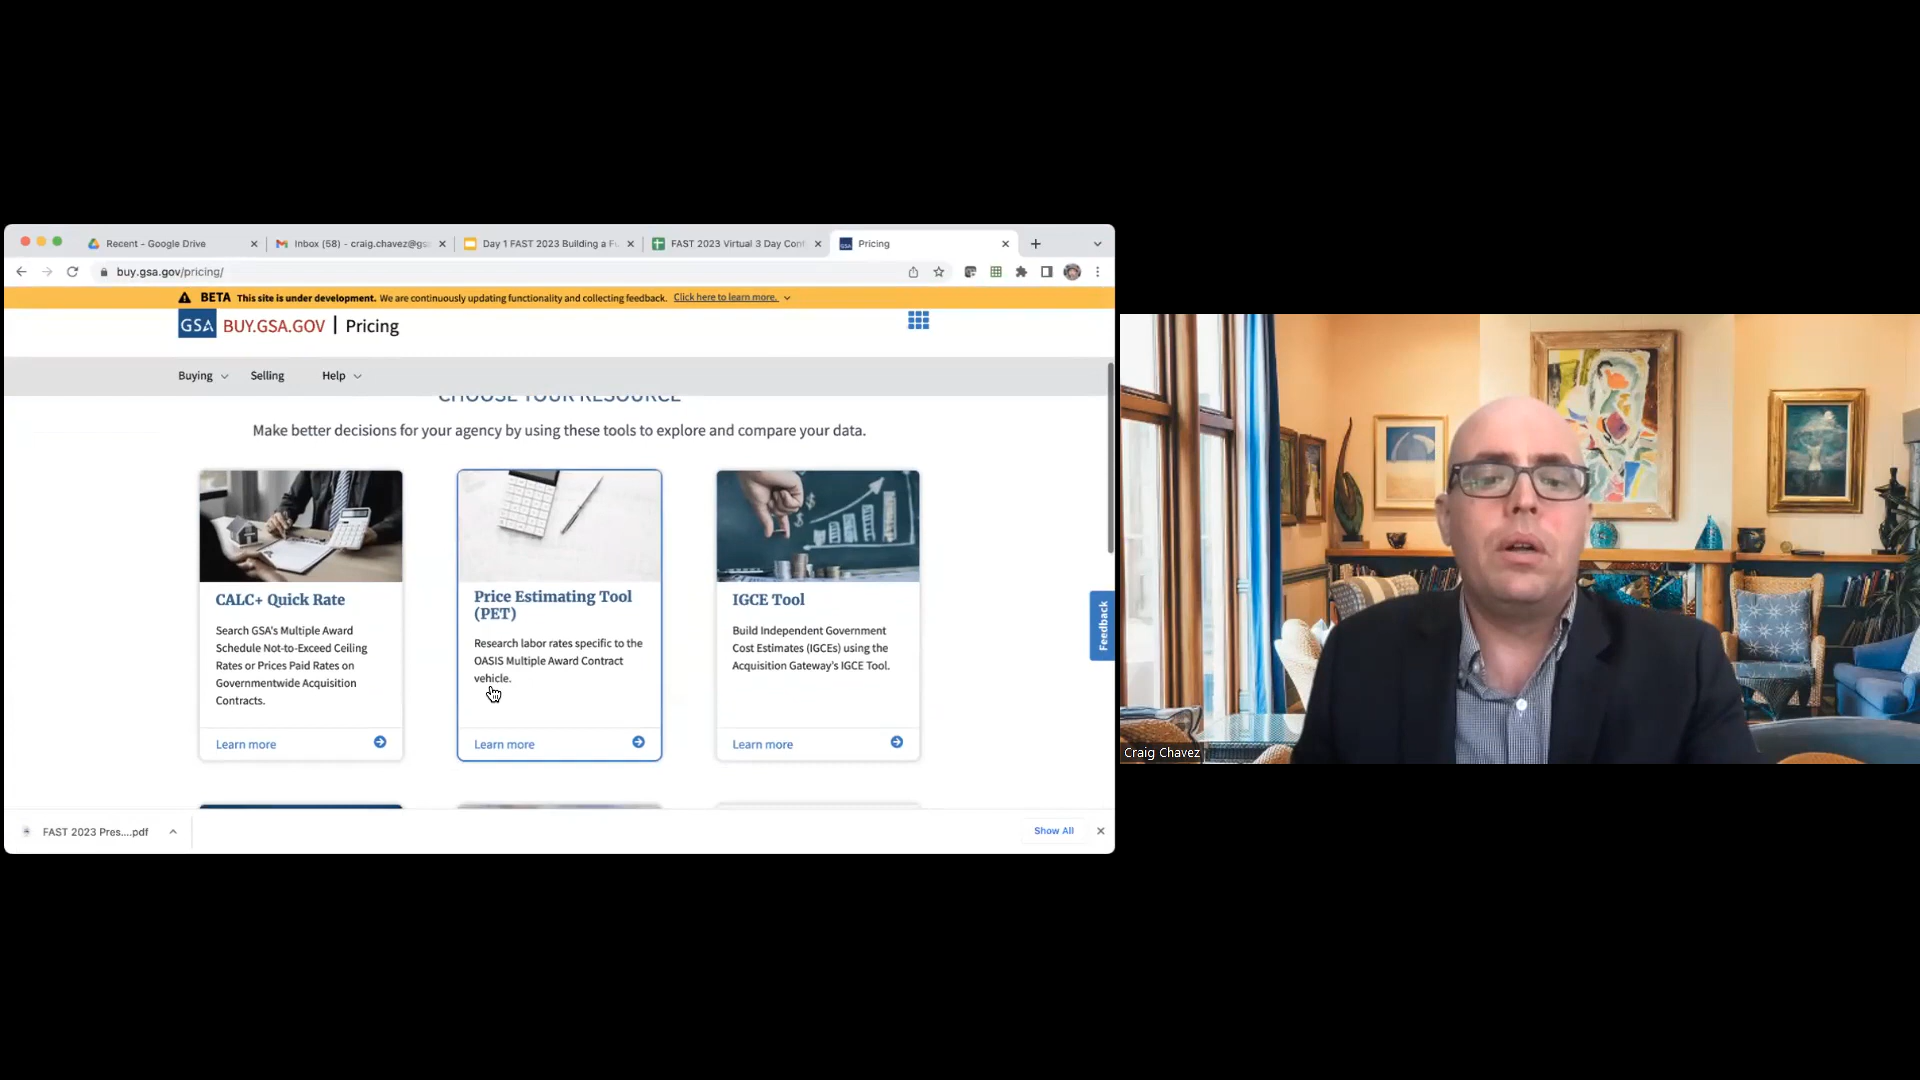 Recent - Google Drive
Inbox (58) - craig.chavez@gs
Day 1 FAST 2023 Building a Fu
FAST 2023 Virtual 3 Day Conf
Pricing
buy.gsa.gov/pricing/
BETA This site is under development. We are continuously updating functionality and collecting feedback. Click here to learn more.
GSA BUY.GSA.GOV | Pricing
Buying Selling Help
CHOOSE YOUR RESOURCE
Make better decisions for your agency by using these tools to explore and compare your data.
CALC+ Quick Rate
Search GSA's Multiple Award
Schedule Not-to-Exceed Ceiling
Rates or Prices Paid Rates on
Governmentwide Acquisition
Contracts.
Learn more
Price Estimating Tool
(PET)
Research labor rates specific to the
OASIS Multiple Award Contract
vehicle.
Learn more
IGCE Tool
Build Independent Government
Cost Estimates (IGCEs) using the
Acquisition Gateway's IGCE Tool.
Learn more
Feedback
FAST 2023 Pres....pdf
Show All
Craig Chavez